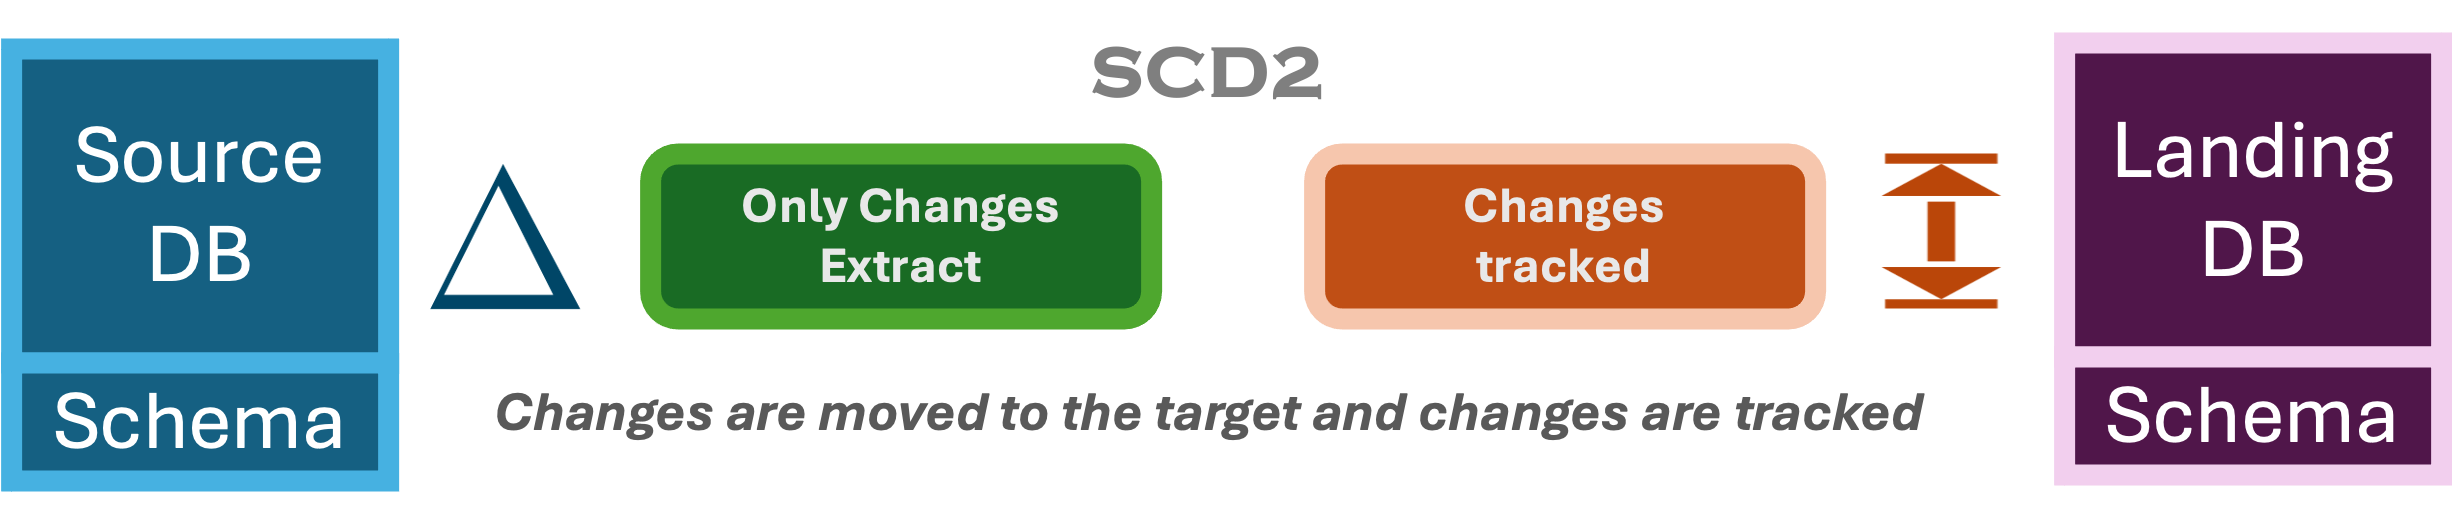 SCD2
Source
DB
Schema
Only Changes
Extract
Changes
tracked
Changes are moved to the target and changes are tracked
Landing
DB
Schema